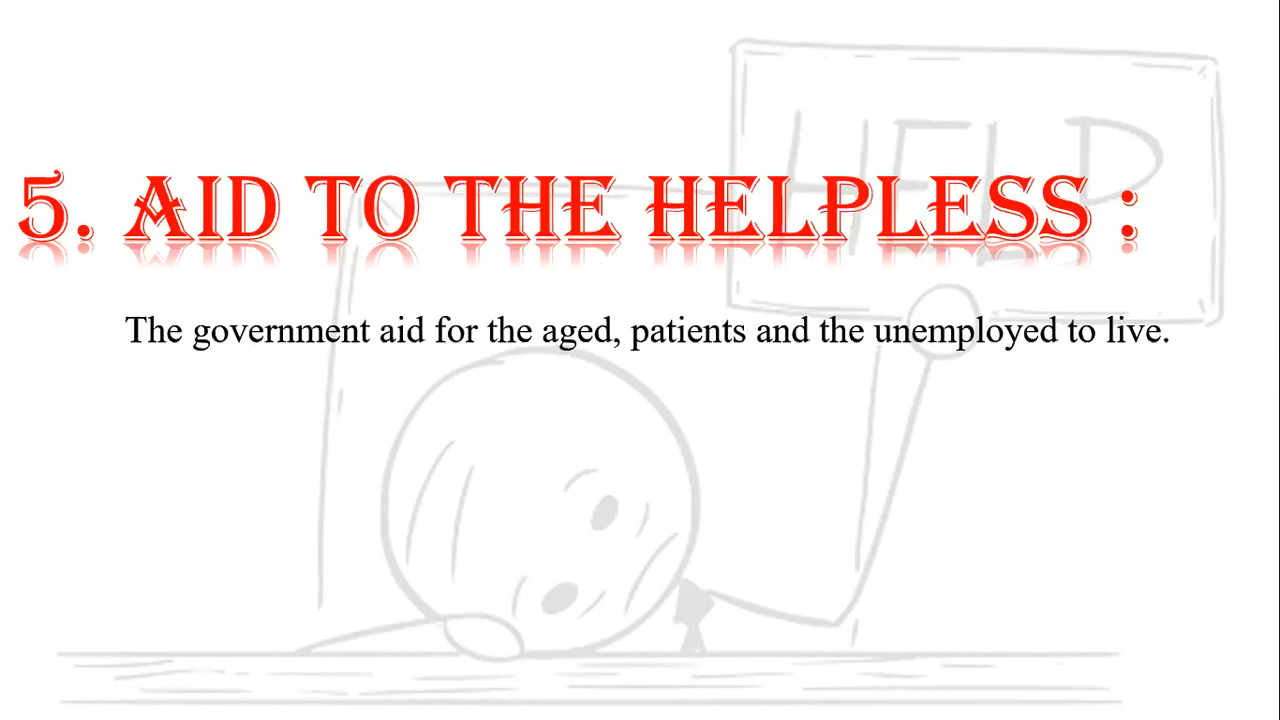 HELP
5. AID TO THE HELPLESS :
The government aid for the aged, patients and the unemployed to live.